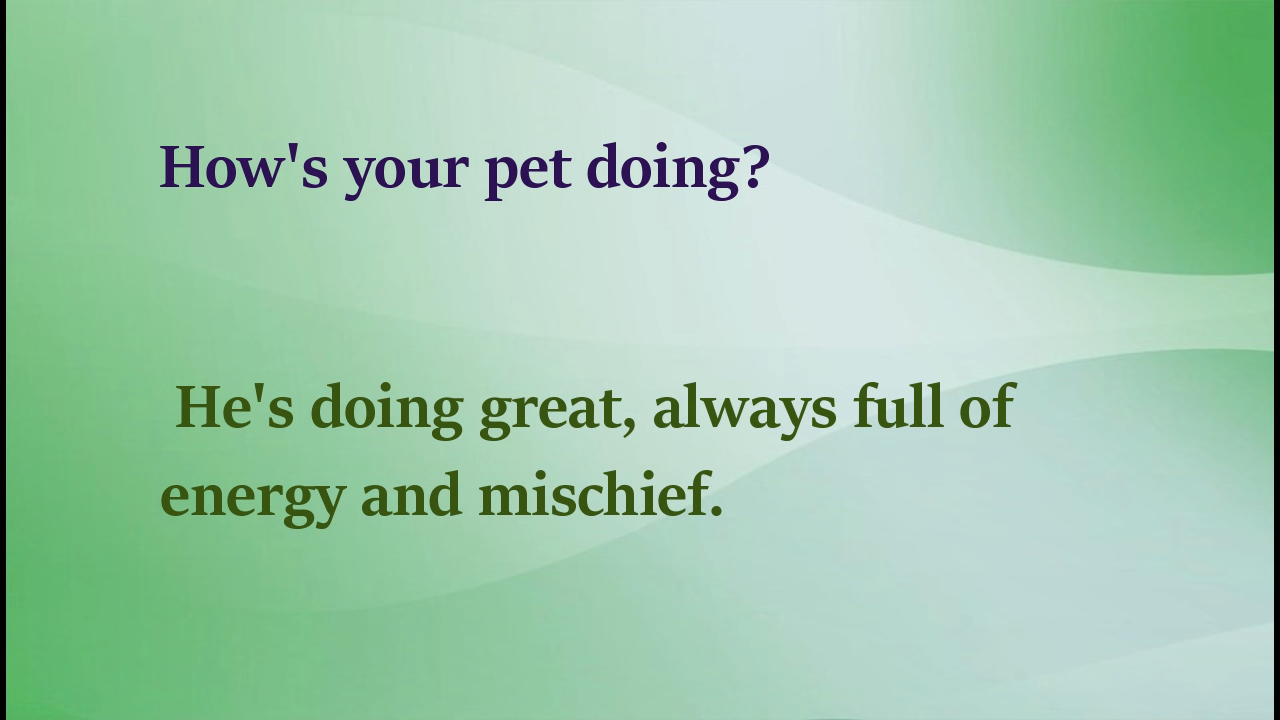 How's your pet doing?
He's doing great, always full of
energy and mischief.